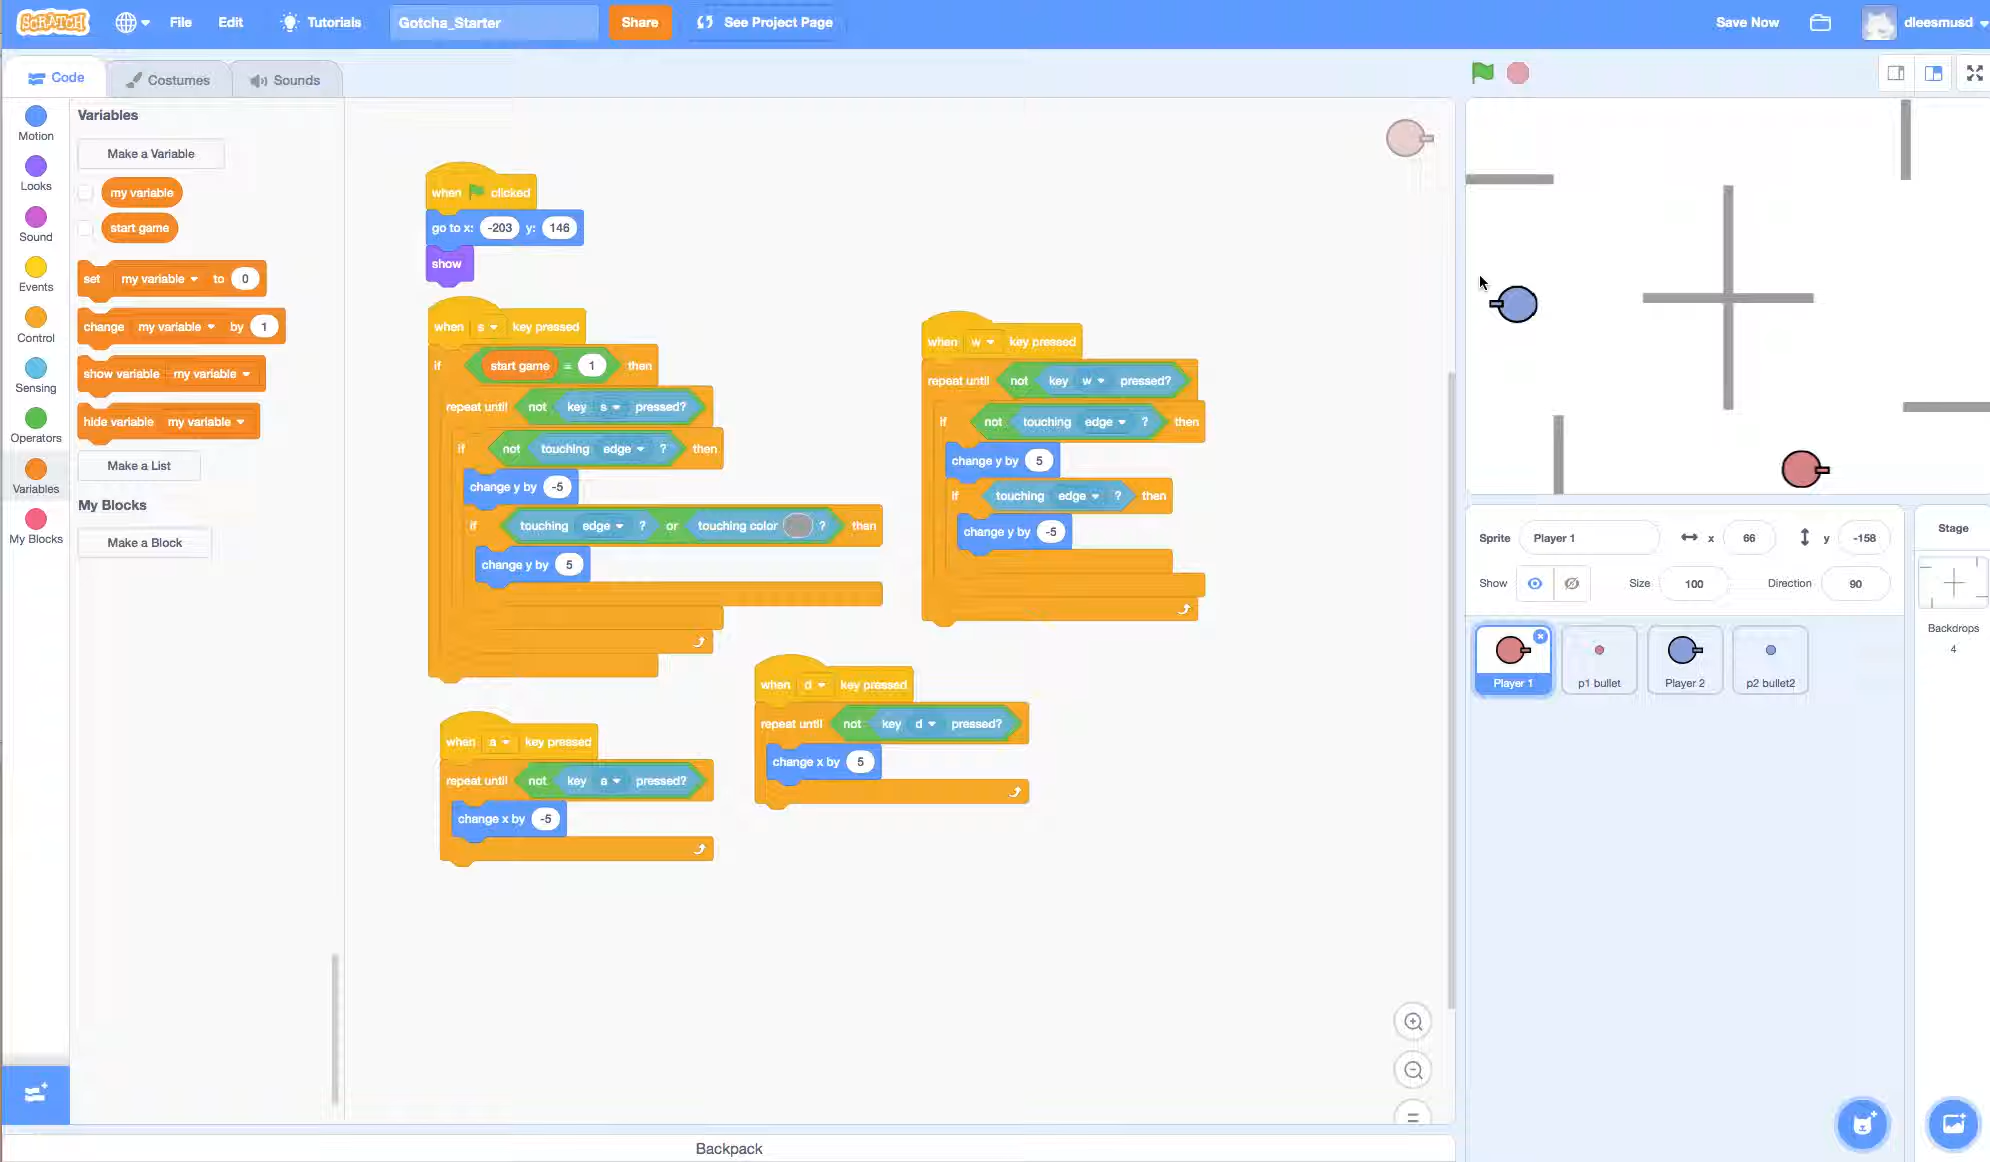 SCRATCH File Edit Tutorials Gotcha_Starter Share See Project Page Save Now dleesmusd
Code Costumes Sounds
Motion
Looks
Sound
Events
Control
Sensing
Operators
Variables
My Blocks
Variables
Make a Variable
my variable
start game
set my variable to 0
change my variable by 1
show variable my variable
hide variable my variable
Make a List
My Blocks
Make a Block
when clicked
go to x: -203 y: 146
show
when s key pressed
if start game = 1 then
repeat until not key s pressed?
if not touching edge ? then
change y by -5
if touching edge ? or touching color ? then
change y by 5
when w key pressed
repeat until not key w pressed?
if not touching edge ? then
change y by 5
if touching edge ? then
change y by -5
when a key pressed
repeat until not key a pressed?
change x by -5
when d key pressed
repeat until not key d pressed?
change x by 5
Backpack
Sprite Player 1 x 66 y -158
Show Size 100 Direction 90
Player 1 p1 bullet Player 2 p2 bullet2
Stage
Backdrops
4